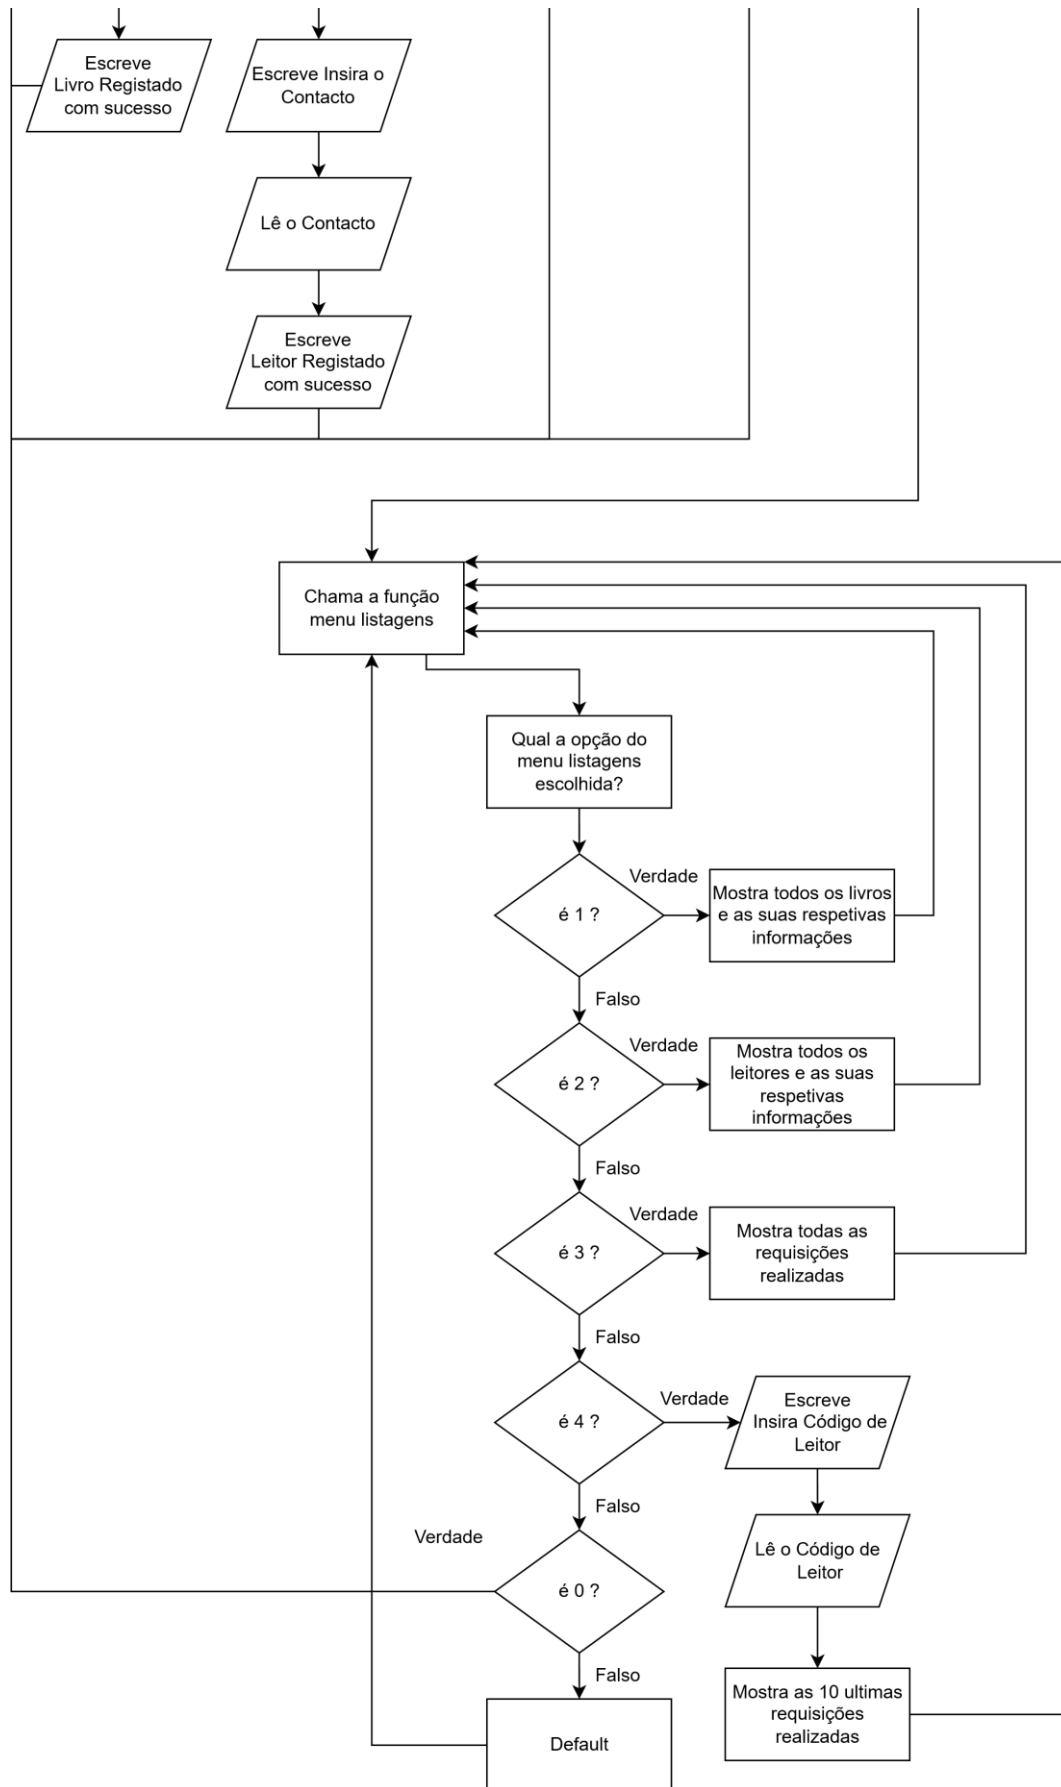 Escreve
Livro Registado
com sucesso
Escreve Insira o
Contacto
Lê o Contacto
Escreve
Leitor Registado
com sucesso
Chama a função
menu listagens
Qual a opção do
menu listagens
escolhida?
é 1 ?
Verdade
Mostra todos os livros
e as suas respetivas
informações
Falso
é 2 ?
Verdade
Mostra todos os
leitores e as suas
respetivas
informações
Falso
é 3 ?
Verdade
Mostra todas as
requisições
realizadas
Falso
é 4 ?
Verdade
Escreve
Insira Código de
Leitor
Lê o Código de
Leitor
Mostra as 10 ultimas
requisições
realizadas
Falso
é 0 ?
Verdade
Falso
Default